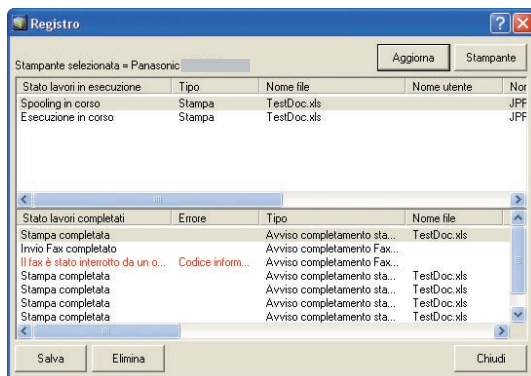 Registro
Stampante selezionata = Panasonic
Aggiorna Stampante
Stato lavori in esecuzione Tipo Nome file Nome utente Nor
Spooling in corso Stampa TestDoc.xls JPF
Esecuzione in corso Stampa TestDoc.xls JPF
Stato lavori completati Errore Tipo Nome file
Stampa completata Avviso completamento sta... TestDoc.xls
Invio Fax completato Avviso completamento Fax...
Il fax è stato interrotto da un o... Codice inform... Avviso completamento Fax...
Stampa completata Avviso completamento sta... TestDoc.xls
Stampa completata Avviso completamento sta... TestDoc.xls
Stampa completata Avviso completamento sta... TestDoc.xls
Stampa completata Avviso completamento sta... TestDoc.xls
Salva Elimina Chiudi